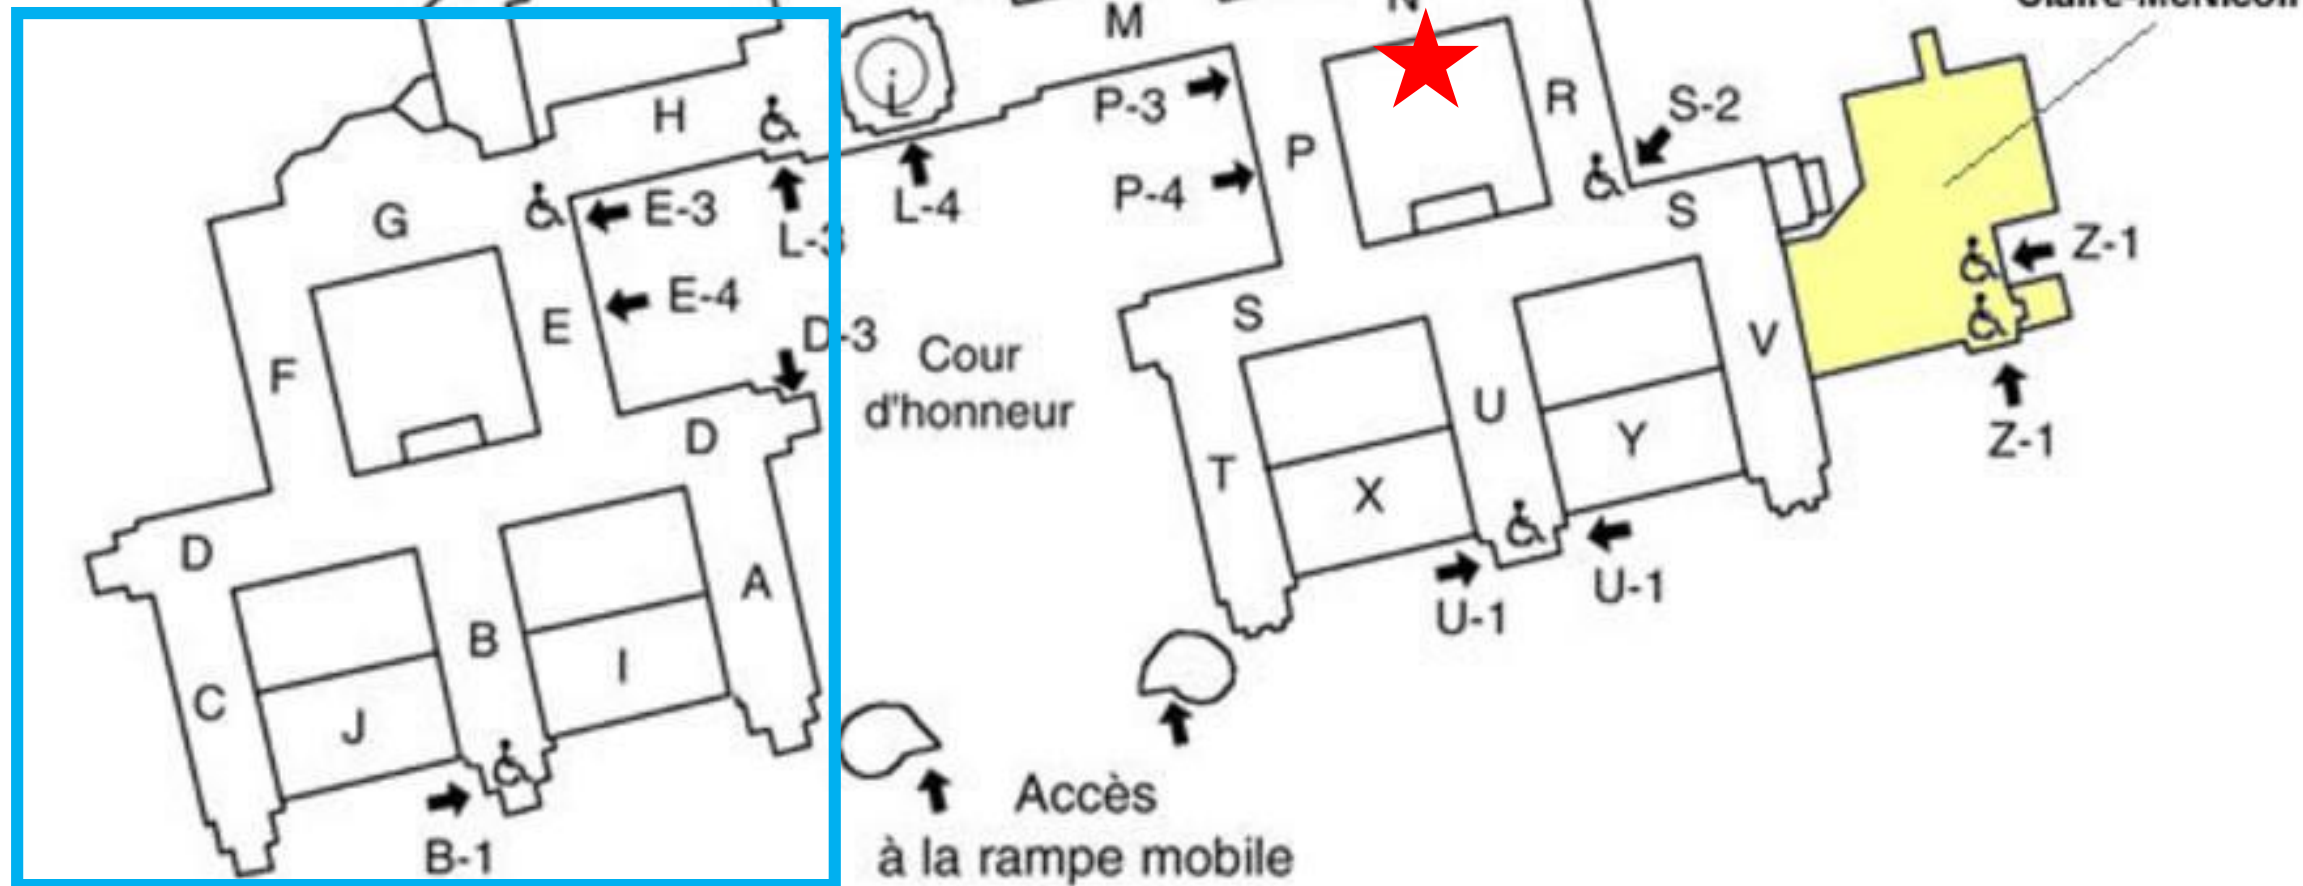 M
N
L
H
P-3
R
S-2
P
P-4
L-4
E-3
G
S
L-3
Z-1
E-4
S
E
D-3
V
Cour
d'honneur
F
U
D
Y
Z-1
T
X
D
A
U-1
U-1
B
I
C
J
Accès
à la rampe mobile
B-1